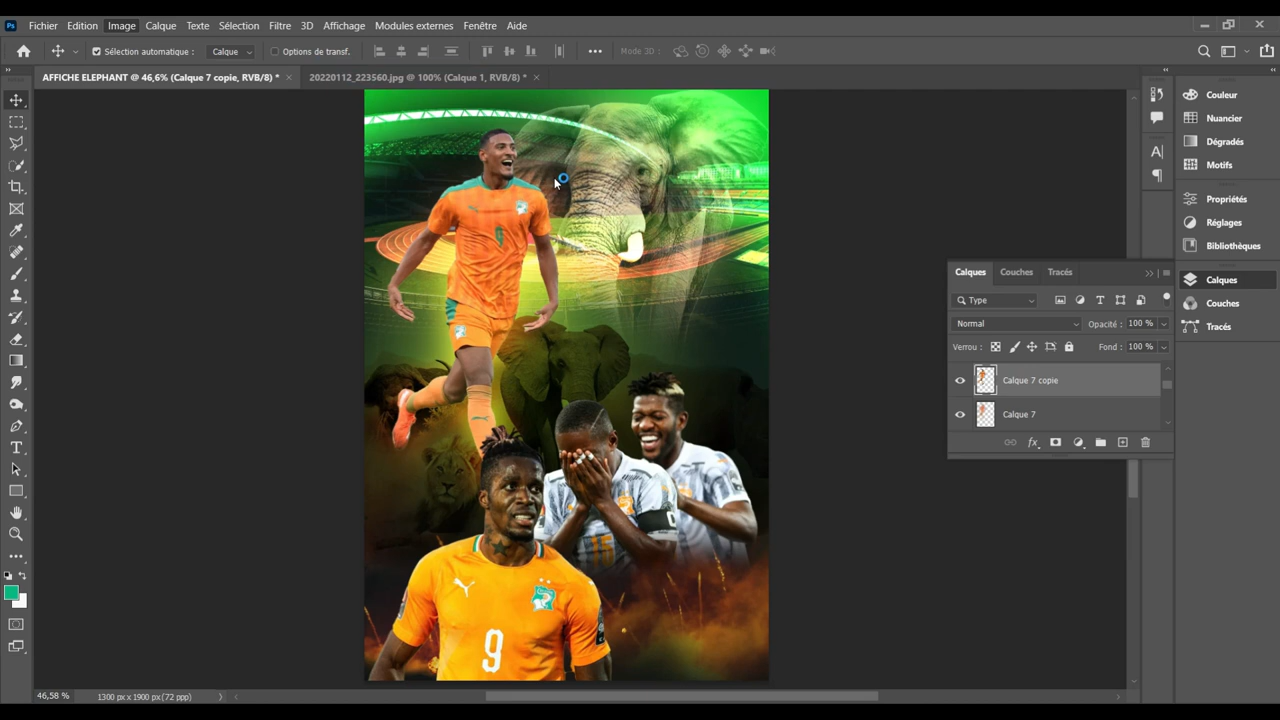 Ps Fichier Edition Image Calque Texte Sélection Filtre 3D Affichage Modules externes Fenêtre Aide
Sélection automatique : Calque Options de transf. Mode 3D :
AFFICHE ELEPHANT @ 46,6% (Calque 7 copie, RVB/8) * 20220112_223560.jpg @ 100% (Calque 1, RVB/8) *
Couleur
Nuancier
Dégradés
Motifs
Propriétés
Réglages
Bibliothèques
Calques
Couches
Tracés
Calques Couches Tracés
Type
Normal Opacité : 100 %
Verrou : Fond : 100 %
Calque 7 copie
Calque 7
fx
9
46,58 % 1300 px x 1900 px (72 ppp)